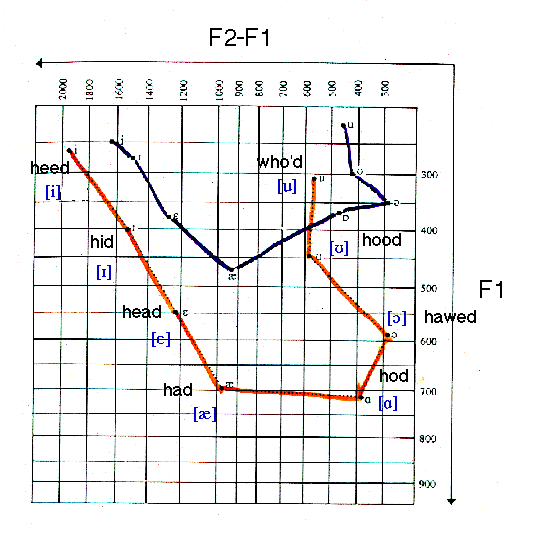 F2-F1
2000 1800 1600 1400 1200 1000 900 800 700 600 500 400 300
u
i
who'd
ɪ
heed
i
u
ʊ
300
[i]
[u]
ɛ
ɔ
ɒ
hid
ɪ
[ʊ]
hood
400
[ɪ]
æ
ʊ
F1
500
head
ɛ
[ɔ]
hawed
[ɛ]
ɔ
600
had
æ
hod
700
[æ]
ɑ
[ɑ]
800
900